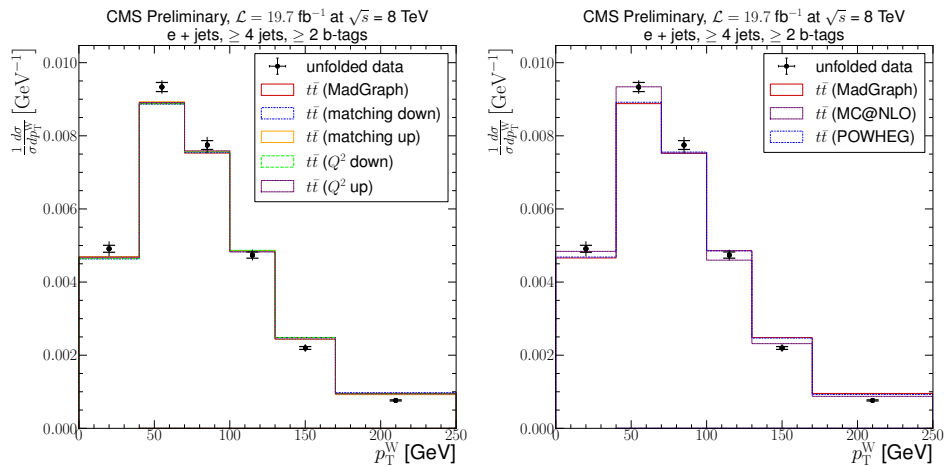 CMS Preliminary, ℒ = 19.7 fb⁻¹ at √s = 8 TeV
e + jets, ≥ 4 jets, ≥ 2 b-tags
1/σ dσ/dp_T^W [GeV⁻¹]
0.010
0.008
0.006
0.004
0.002
0.000
unfolded data
tt̄ (MadGraph)
tt̄ (matching down)
tt̄ (matching up)
tt̄ (Q² down)
tt̄ (Q² up)
0 50 100 150 200 250
p_T^W [GeV]
CMS Preliminary, ℒ = 19.7 fb⁻¹ at √s = 8 TeV
e + jets, ≥ 4 jets, ≥ 2 b-tags
1/σ dσ/dp_T^W [GeV⁻¹]
0.010
0.008
0.006
0.004
0.002
0.000
unfolded data
tt̄ (MadGraph)
tt̄ (MC@NLO)
tt̄ (POWHEG)
0 50 100 150 200 250
p_T^W [GeV]